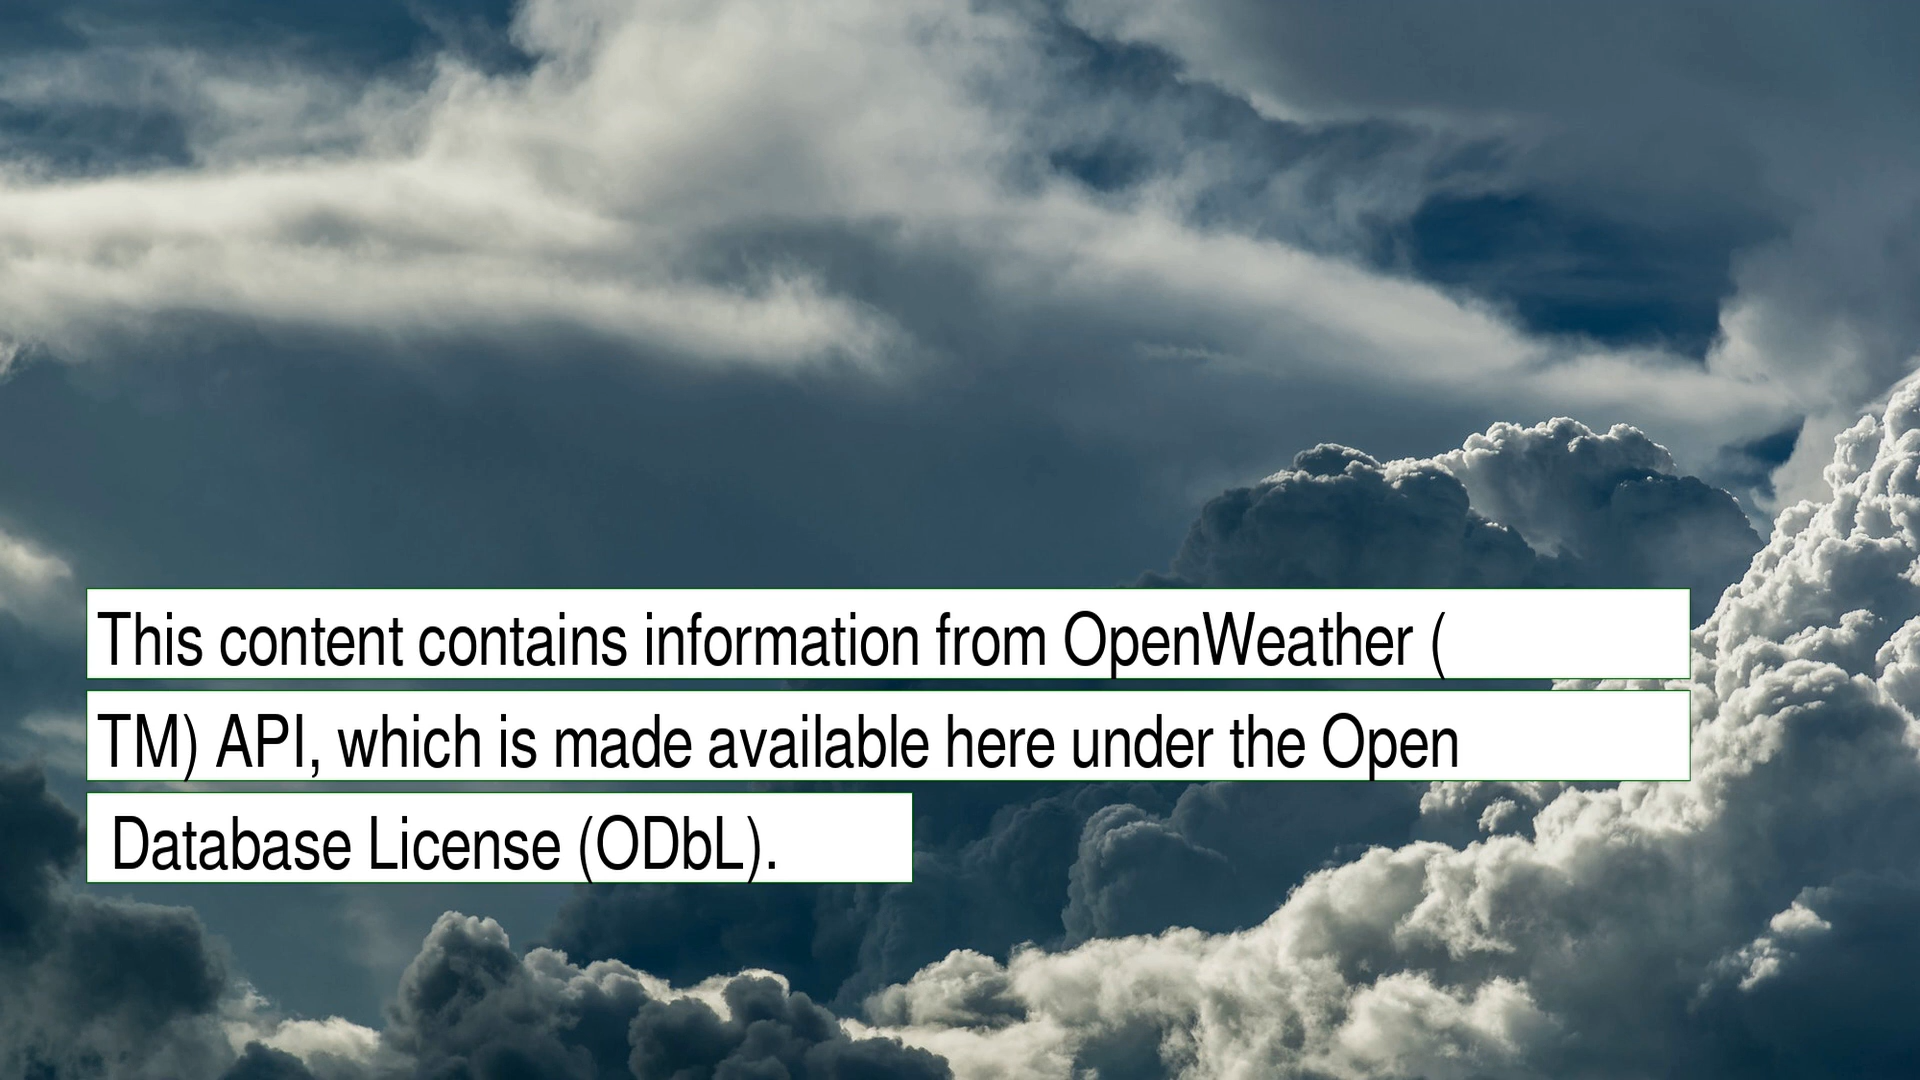 This content contains information from OpenWeather (
TM) API, which is made available here under the Open
Database License (ODbL).